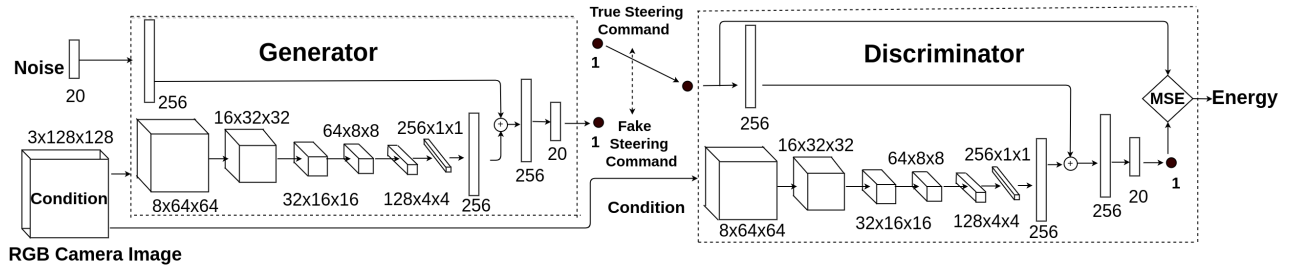 Noise
20
3x128x128
Condition
RGB Camera Image
Generator
256
16x32x32
64x8x8
256x1x1
8x64x64
32x16x16
128x4x4
256
+
256
20
True Steering
Command
1
1
Fake
Steering
Command
Condition
Discriminator
256
16x32x32
64x8x8
256x1x1
8x64x64
32x16x16
128x4x4
256
+
256
20
1
MSE
Energy